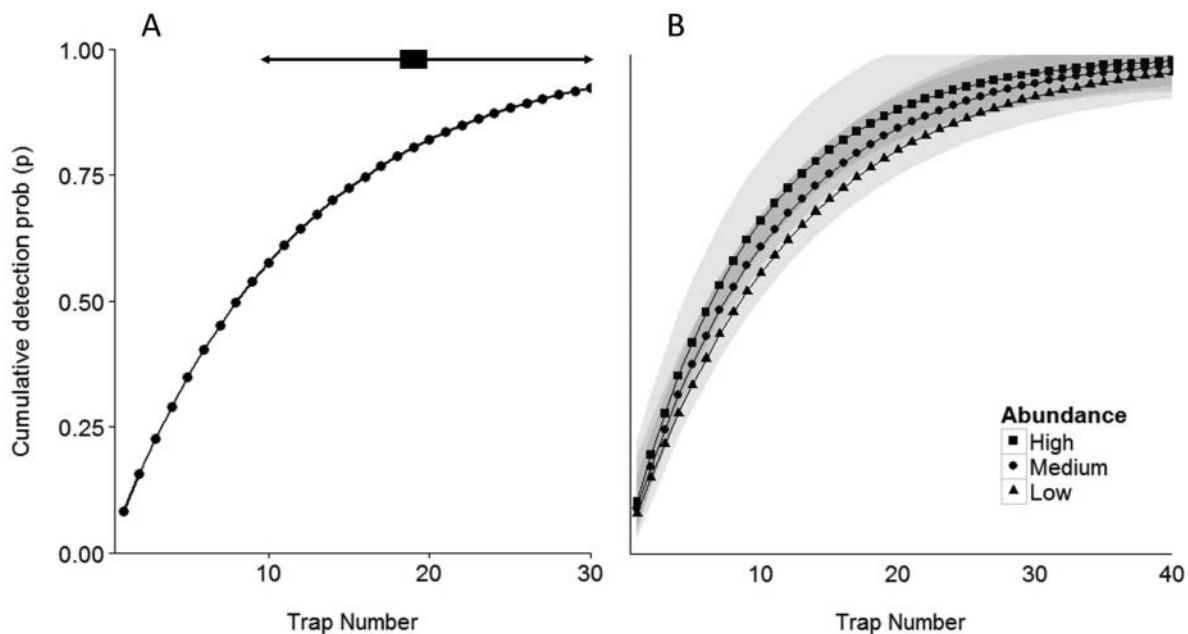 A
B
Cumulative detection prob (p)
1.00
0.75
0.50
0.25
0.00
10
20
30
Trap Number
Abundance
High
Medium
Low
10
20
30
40
Trap Number